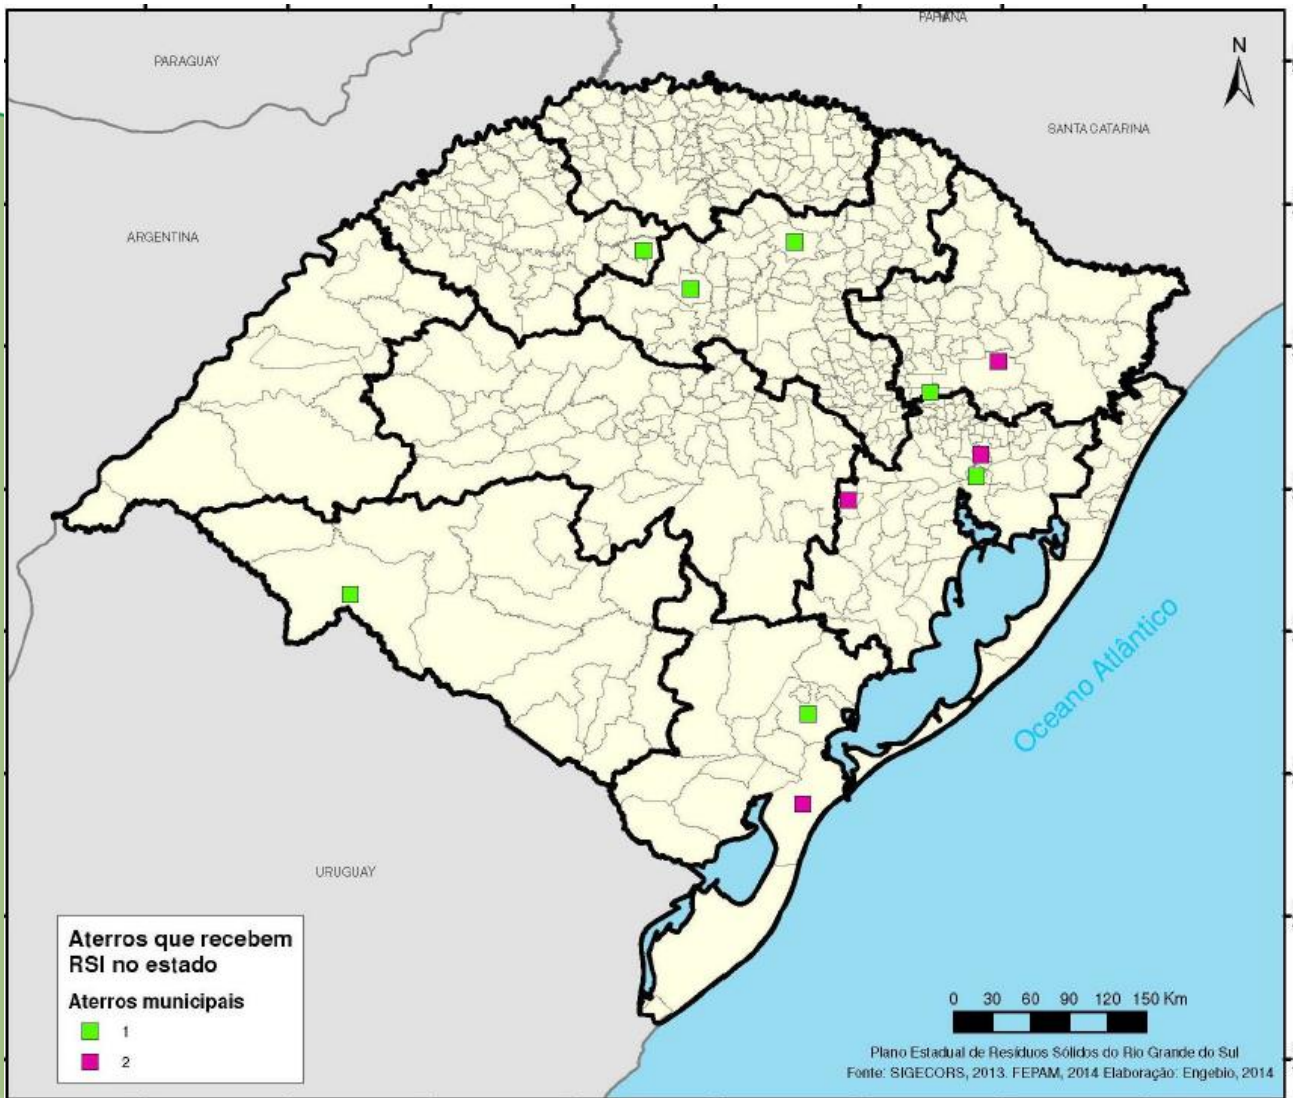 PARAGUAY
N
SANTA CATARINA
ARGENTINA
Oceano Atlântico
URUGUAY
Aterros que recebem
RSI no estado
Aterros municipais
1
2
0 30 60 90 120 150 Km
Plano Estadual de Resíduos Sólidos do Rio Grande do Sul
Fonte: SIGECORS, 2013. FEPAM, 2014 Elaboração: Engebio, 2014